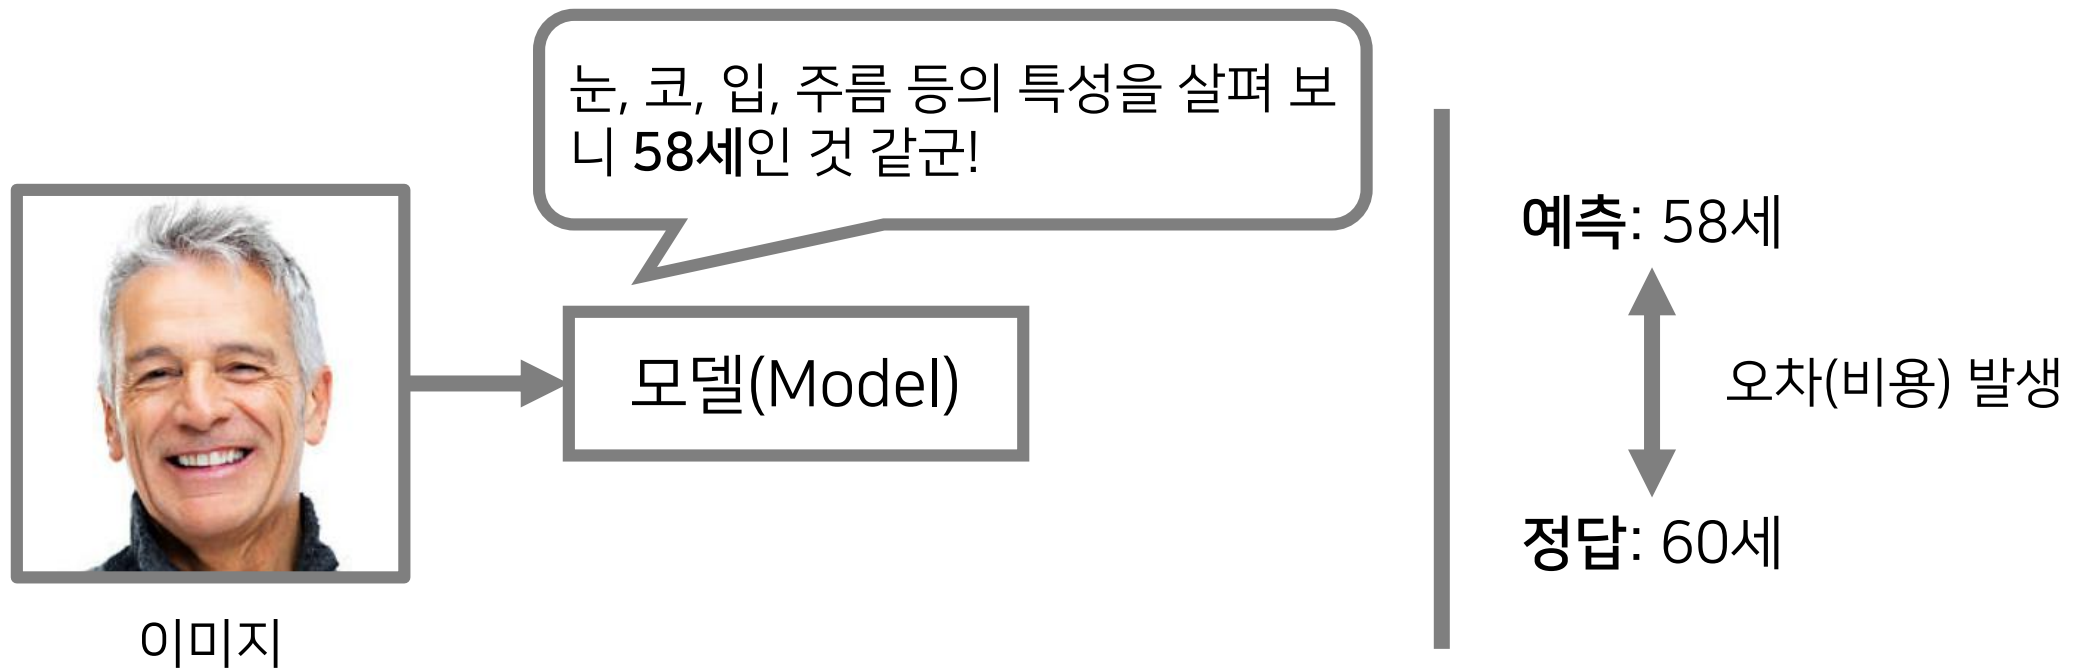 눈, 코, 입, 주름 등의 특성을 살펴 보
니 58세인 것 같군!
모델(Model)
이미지
예측: 58세
오차(비용) 발생
정답: 60세